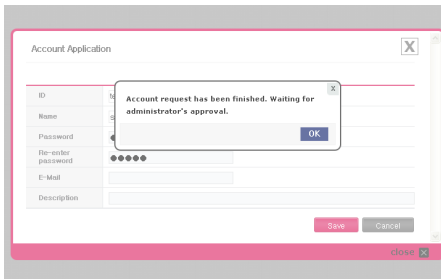 Account Application
X
ID
x
Account request has been finished. Waiting for
administrator's approval.
Name
Password
OK
Re-enter
password
E-Mail
Description
Save
Cancel
close